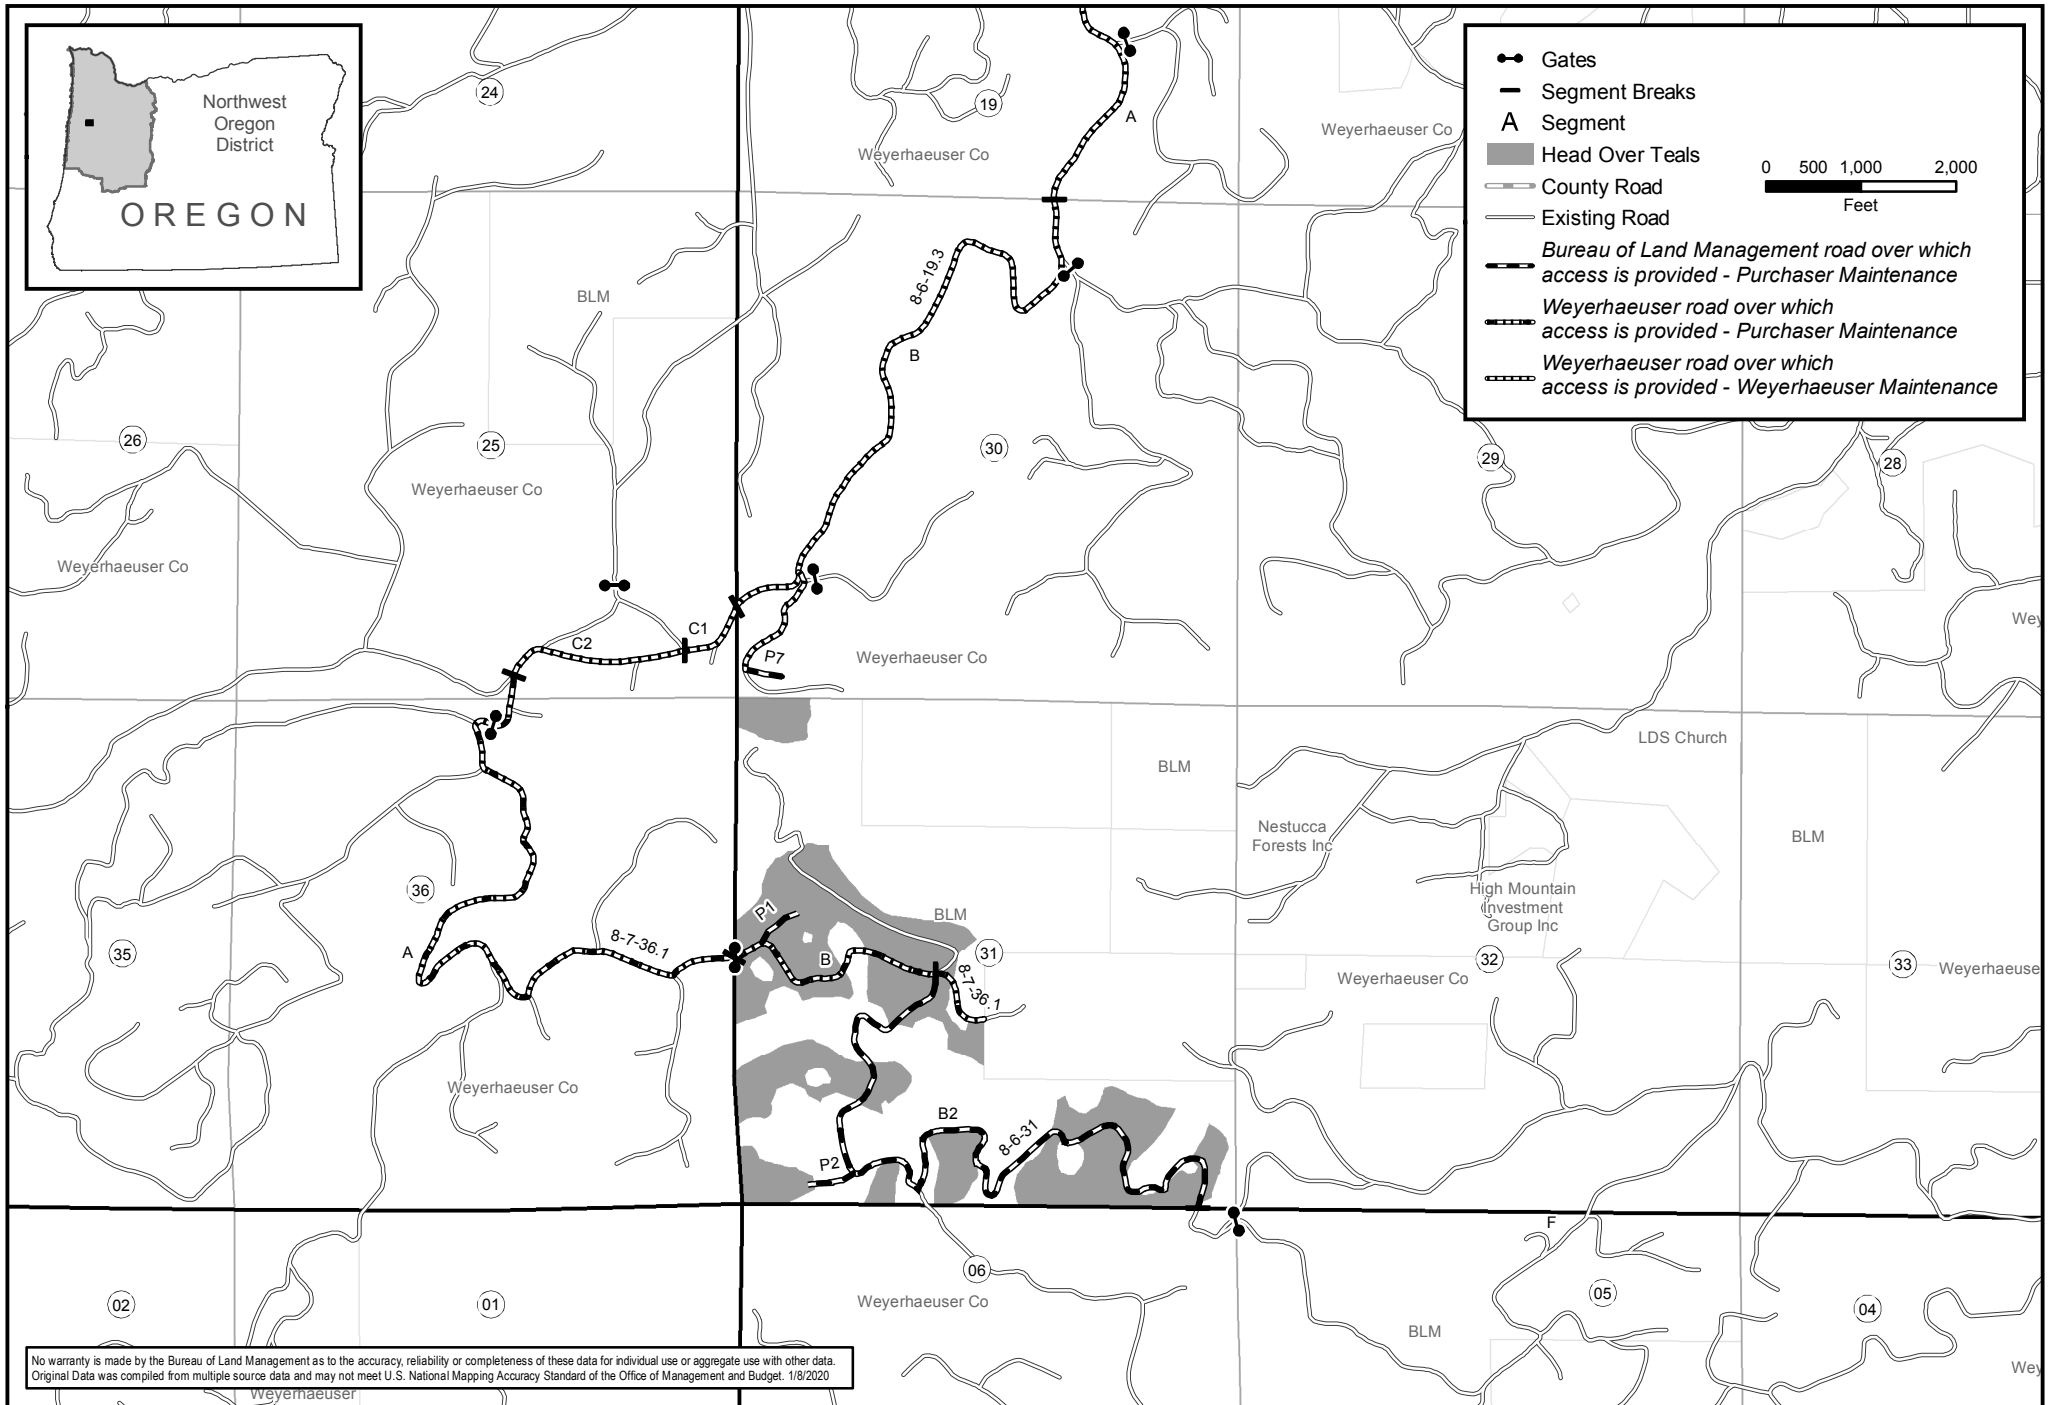 Northwest
Oregon
District
OREGON
Gates
Segment Breaks
A Segment
Head Over Teals
County Road
Existing Road
Bureau of Land Management road over which
access is provided - Purchaser Maintenance
Weyerhaeuser road over which
access is provided - Purchaser Maintenance
Weyerhaeuser road over which
access is provided - Weyerhaeuser Maintenance
0 500 1,000 2,000
Feet
24
19
A
Weyerhaeuser Co
Weyerhaeuser Co
BLM
8-6-19.3
B
26
25
30
29
28
Weyerhaeuser Co
Weyerhaeuser Co
C2
C1
P7
Weyerhaeuser Co
Wey
LDS Church
BLM
Nestucca
Forests Inc
BLM
High Mountain
Investment
Group Inc
36
35
A
8-7-36.1
P1
B
BLM
31
8-7-36.1
32
33
Weyerhaeuser Co
Weyerhaeuse
Weyerhaeuser Co
B2
8-6-31
P2
F
06
02
01
05
04
Weyerhaeuser Co
BLM
Wey
No warranty is made by the Bureau of Land Management as to the accuracy, reliability or completeness of these data for individual use or aggregate use with other data.
Original Data was compiled from multiple source data and may not meet U.S. National Mapping Accuracy Standard of the Office of Management and Budget. 1/8/2020
Weyerhaeuser